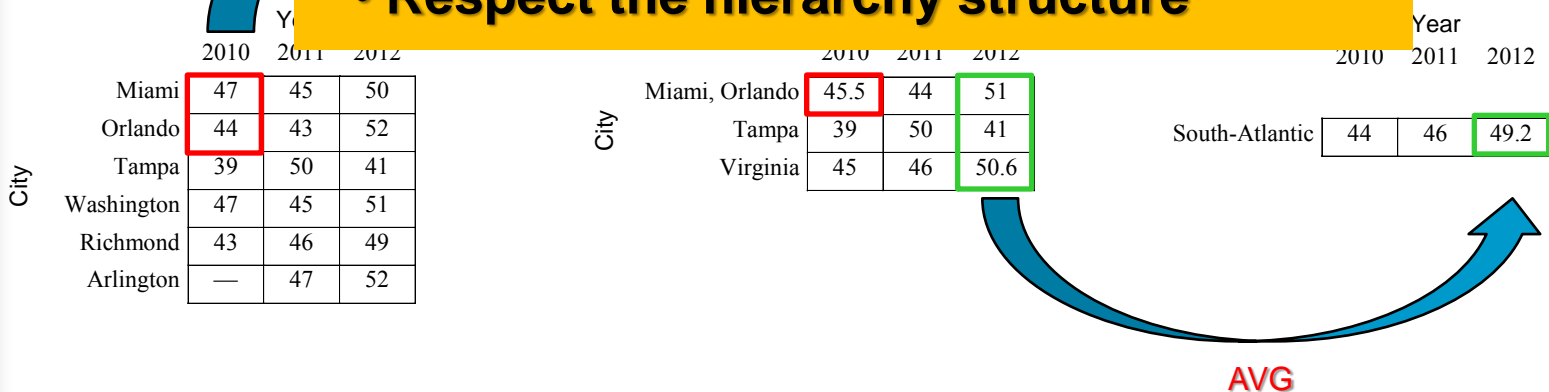 • Respect the hierarchy structure
Year
2010 2011 2012
Miami 47 45 50
Orlando 44 43 52
Tampa 39 50 41
Washington 47 45 51
Richmond 43 46 49
Arlington — 47 52
City
2010 2011 2012
Miami, Orlando 45.5 44 51
Tampa 39 50 41
Virginia 45 46 50.6
City
2010 2011 2012
South-Atlantic 44 46 49.2
AVG